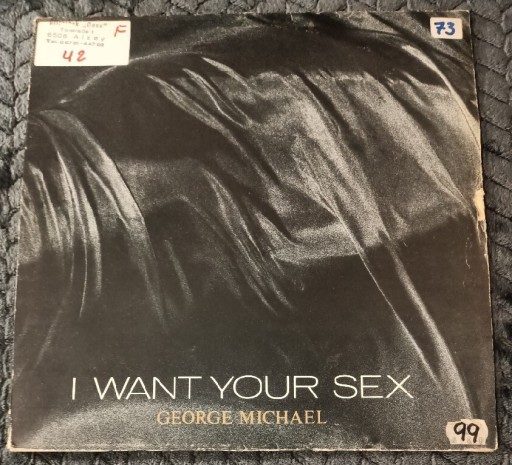 F
42
73
I WANT YOUR SEX
GEORGE MICHAEL
99